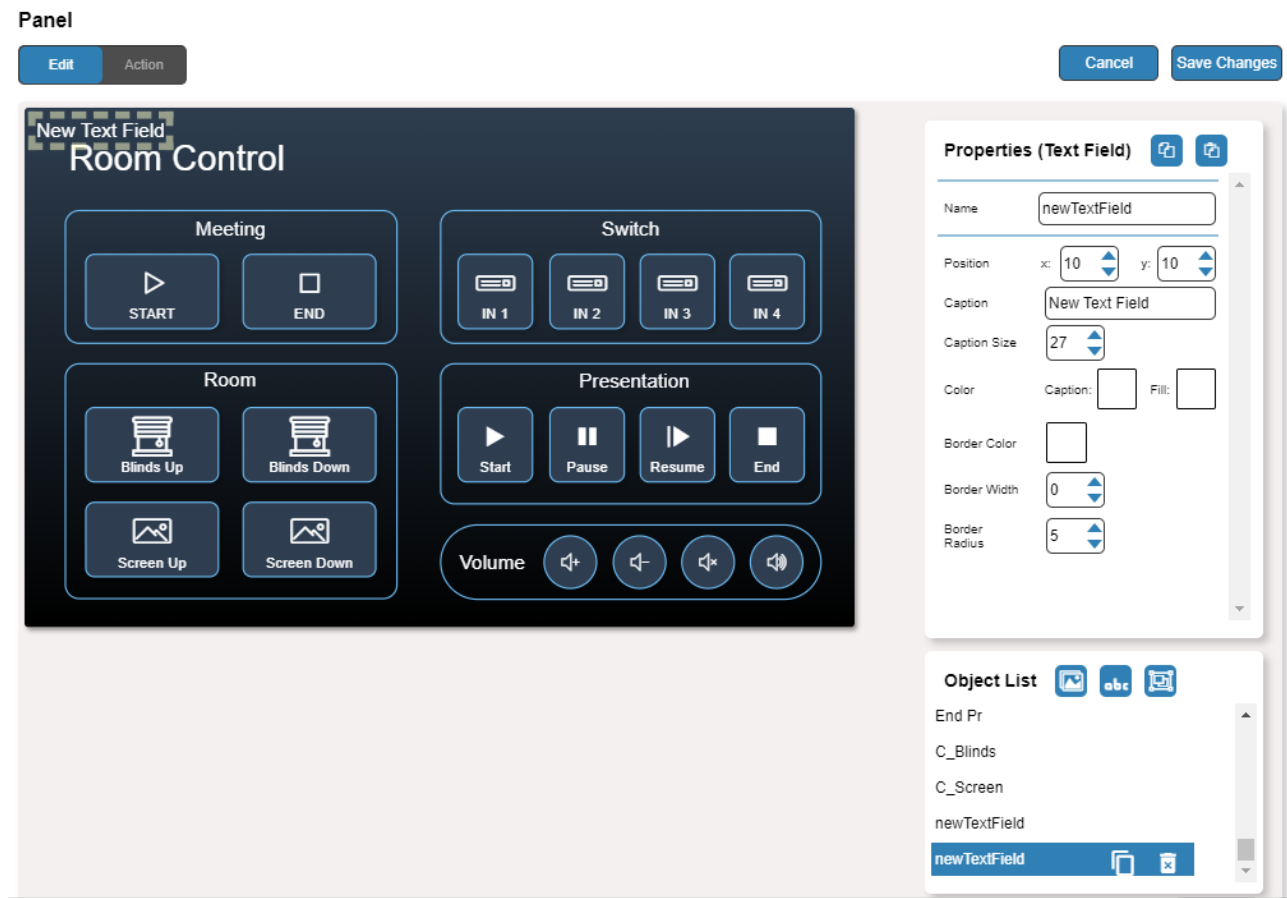 Panel
Edit Action
Cancel Save Changes
New Text Field
Room Control
Meeting
START END
Switch
IN 1 IN 2 IN 3 IN 4
Room
Blinds Up Blinds Down
Screen Up Screen Down
Presentation
Start Pause Resume End
Volume
Properties (Text Field)
Name newTextField
Position x: 10 y: 10
Caption New Text Field
Caption Size 27
Color Caption: Fill:
Border Color
Border Width 0
Border
Radius 5
Object List abc
End Pr
C_Blinds
C_Screen
newTextField
newTextField